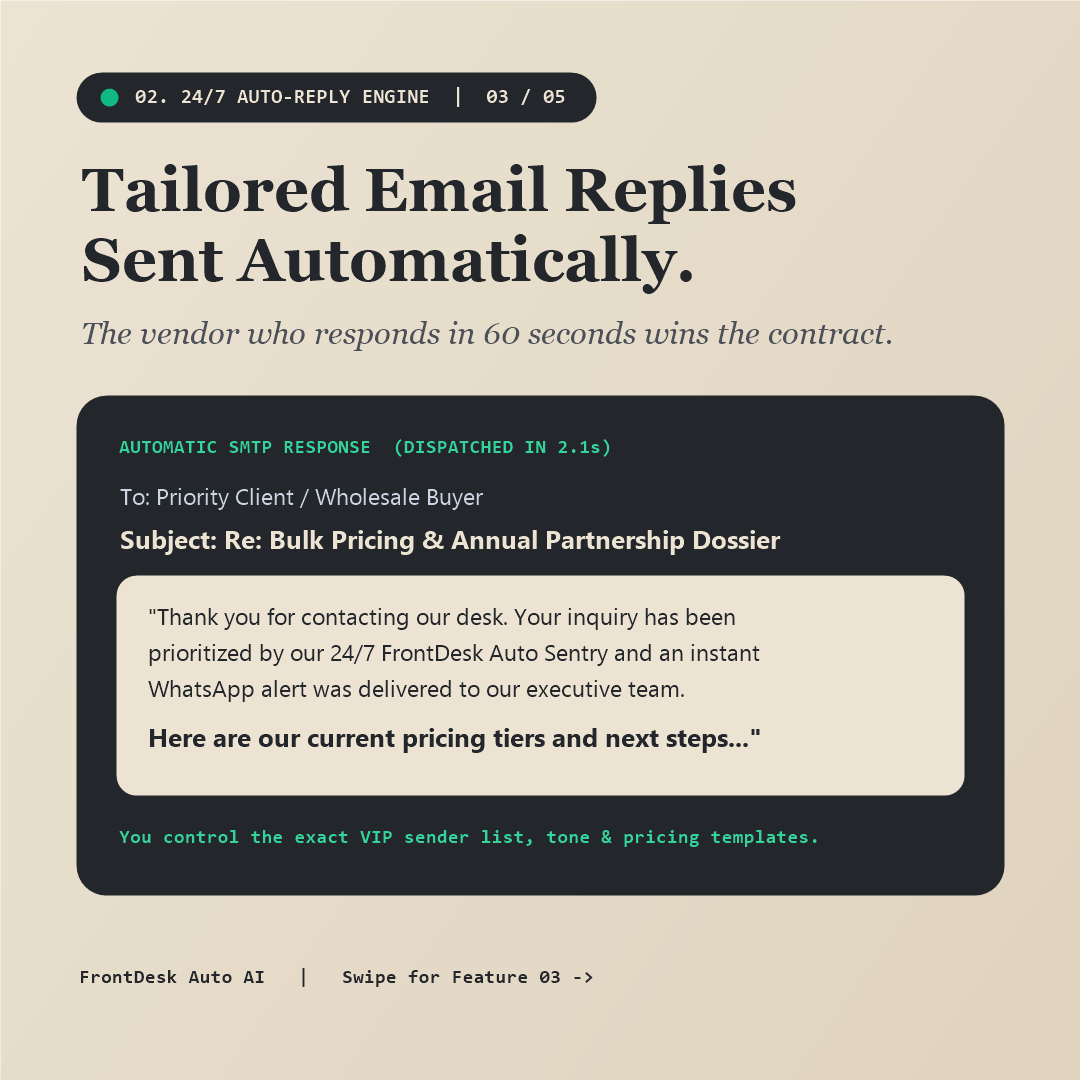 02. 24/7 AUTO-REPLY ENGINE | 03 / 05
Tailored Email Replies
Sent Automatically.
The vendor who responds in 60 seconds wins the contract.
AUTOMATIC SMTP RESPONSE (DISPATCHED IN 2.1s)
To: Priority Client / Wholesale Buyer
Subject: Re: Bulk Pricing & Annual Partnership Dossier
"Thank you for contacting our desk. Your inquiry has been
prioritized by our 24/7 FrontDesk Auto Sentry and an instant
WhatsApp alert was delivered to our executive team.
Here are our current pricing tiers and next steps..."
You control the exact VIP sender list, tone & pricing templates.
FrontDesk Auto AI | Swipe for Feature 03 ->